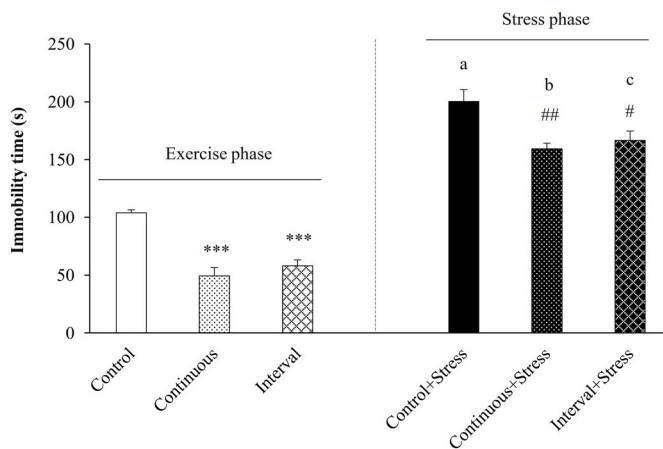 Stress phase
250
a
c
b
200
##
#
Exercise phase
150
Immobility time (s)
100
***
***
50
0
Control
Continuous
Interval
Control+Stress
Continuous+Stress
Interval+Stress